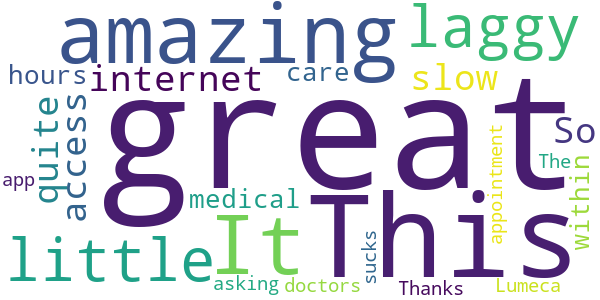 amazing
laggy
hours
internet
care
slow
great
quite
access
So
app
medical
The
within
appointment
This
It
little
sucks
asking
doctors
Thanks
Lumeca